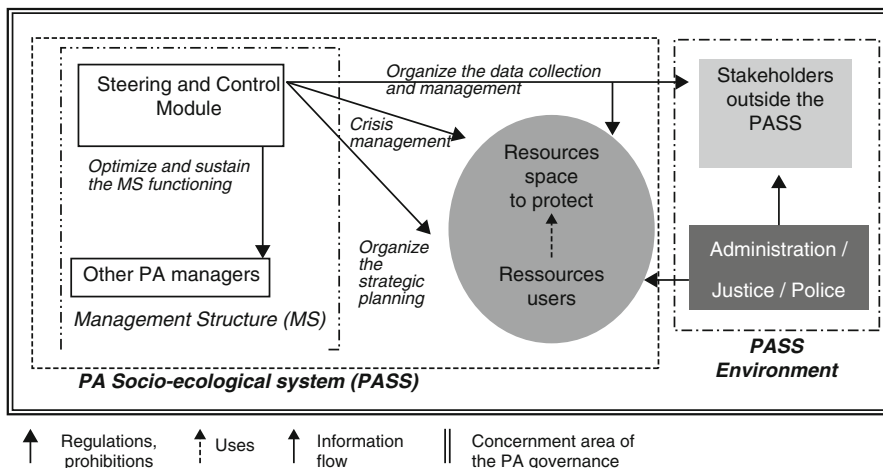 Steering and Control
Module
Optimize and sustain
the MS functioning
Other PA managers
Management Structure (MS)
Organize the data collection
and management
Crisis
management
Organize
the
strategic
planning
Resources
space
to protect
Ressources
users
PA Socio-ecological system (PASS)
Stakeholders
outside the
PASS
Administration /
Justice / Police
PASS
Environment
Regulations,
prohibitions
Uses
Information
flow
Concernment area of
the PA governance